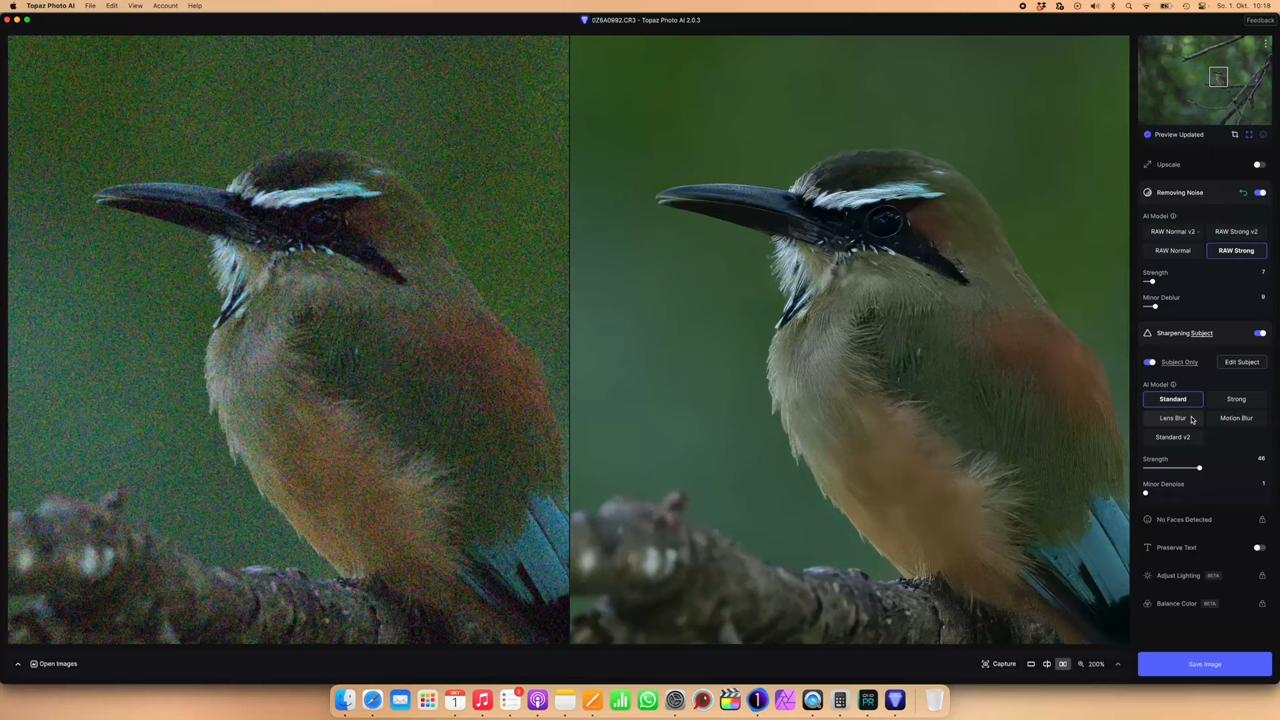 Topaz Photo AI File Edit View Account Help So. 1. Okt. 10:18
0Z6A0992.CR3 - Topaz Photo AI 2.0.3
Feedback
Preview Updated
Upscale
Removing Noise
AI Model
RAW Normal v2 RAW Strong v2
RAW Normal RAW Strong
Strength 7
Minor Deblur 9
Sharpening Subject
Subject Only Edit Subject
AI Model
Standard Strong
Lens Blur Motion Blur
Standard v2
Strength 46
Minor Denoise 1
No Faces Detected
Preserve Text
Adjust Lighting BETA
Balance Color BETA
Open Images Capture 200% Save Image
OKT
1
PR